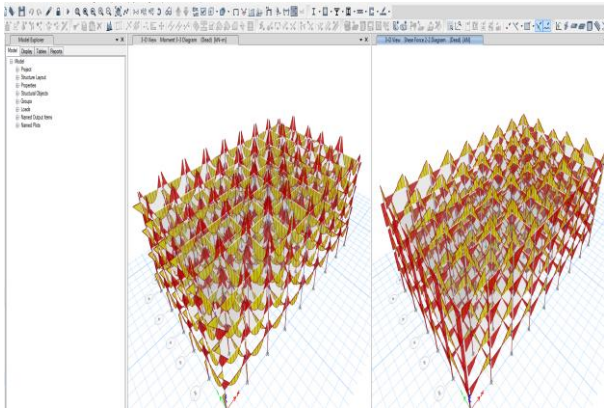 Model Explorer
Model Display Tables Reports
Model
Project
Structure Layout
Properties
Structural Objects
Groups
Loads
Named Output Items
Named Plots
3-D View Moment 3-3 Diagram (Dead) [kN-m]
3-D View Shear Force 2-2 Diagram (Dead) [kN]